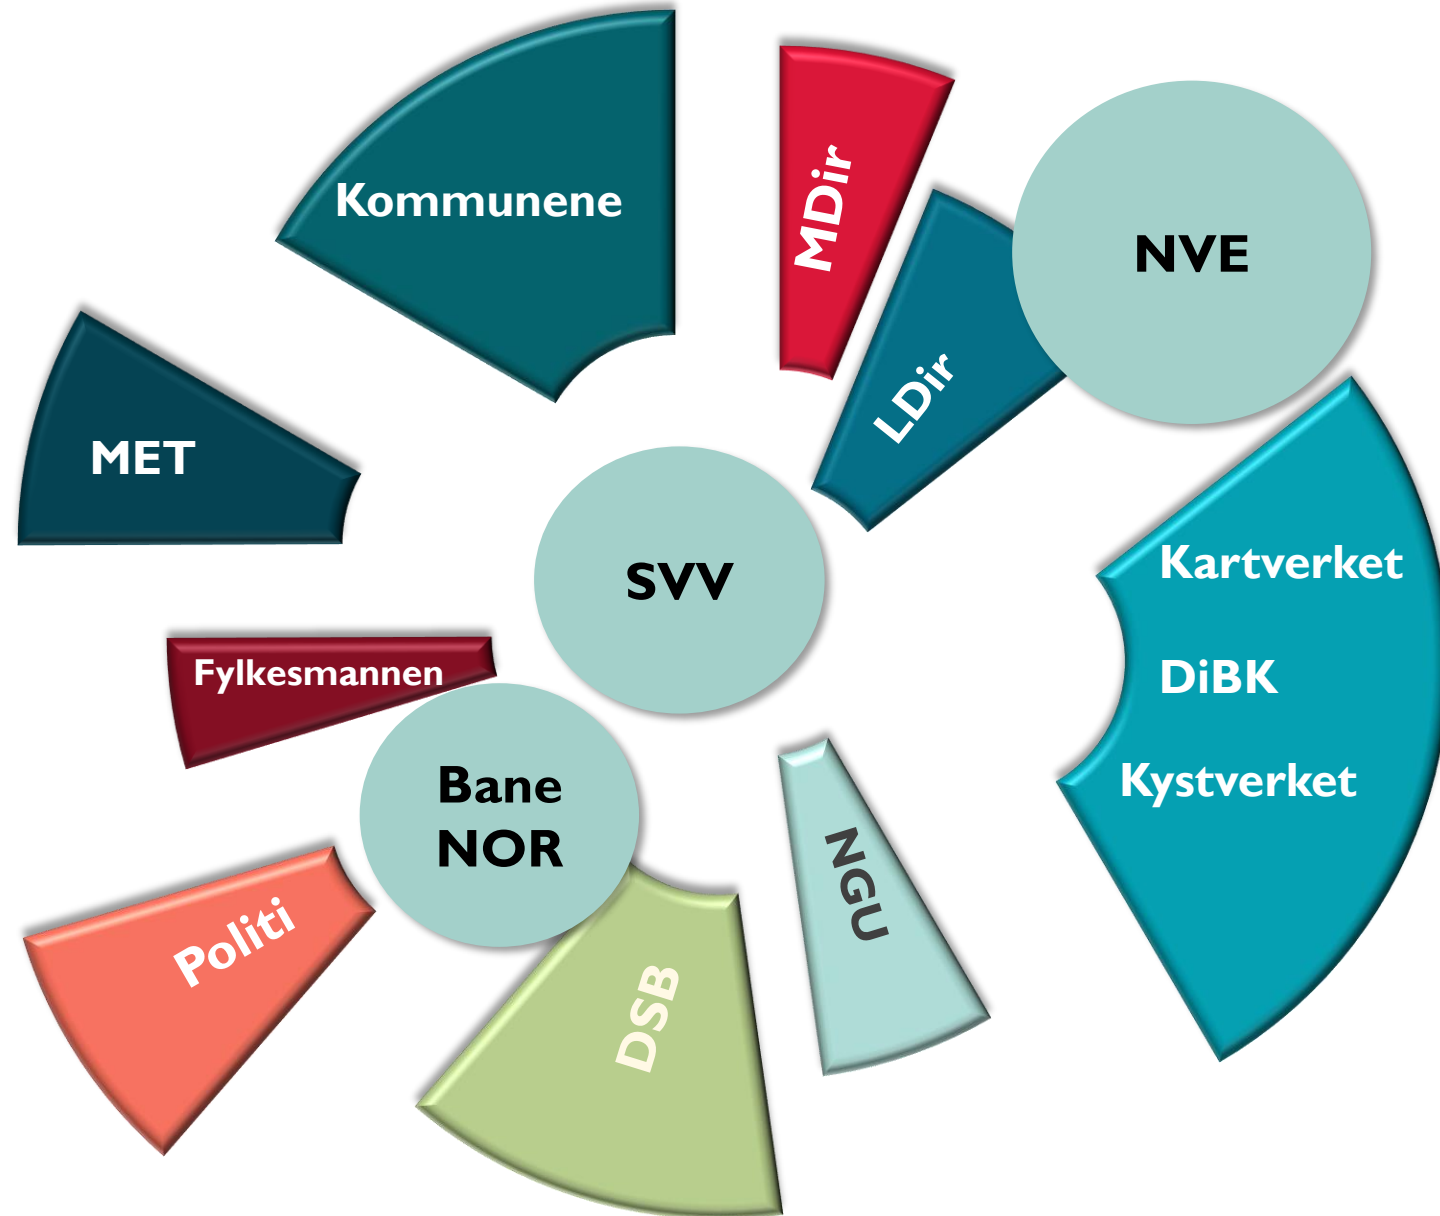 Kommunene
MDir
NVE
LDir
MET
SVV
Kartverket
DiBK
Kystverket
Fylkesmannen
Bane
NOR
NGU
Politi
DSB